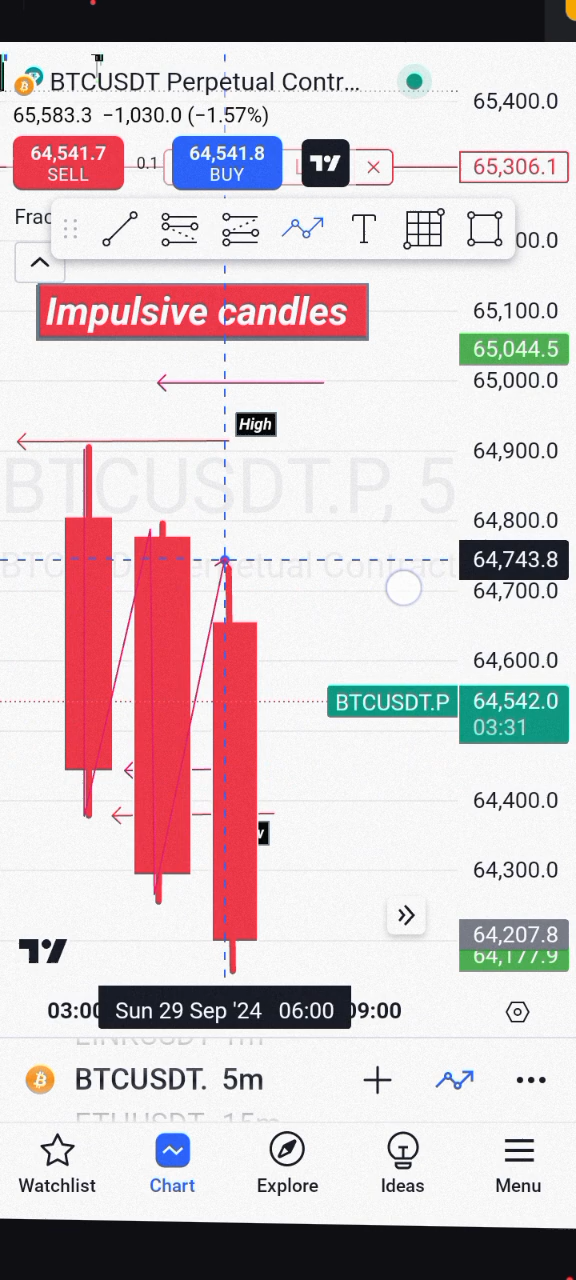 BTCUSDT Perpetual Contr...
65,583.3 −1,030.0 (−1.57%)
65,400.0
64,541.7
SELL
0.1
64,541.8
BUY
65,306.1
Frac
00.0
Impulsive candles
65,100.0
65,044.5
65,000.0
High
64,900.0
BTCUSDT.P, 5
64,800.0
64,743.8
64,700.0
64,600.0
BTCUSDT.P
64,542.0
03:31
64,400.0
64,300.0
64,207.8
64,177.9
03:00
Sun 29 Sep '24 06:00
09:00
BTCUSDT. 5m
Watchlist
Chart
Explore
Ideas
Menu